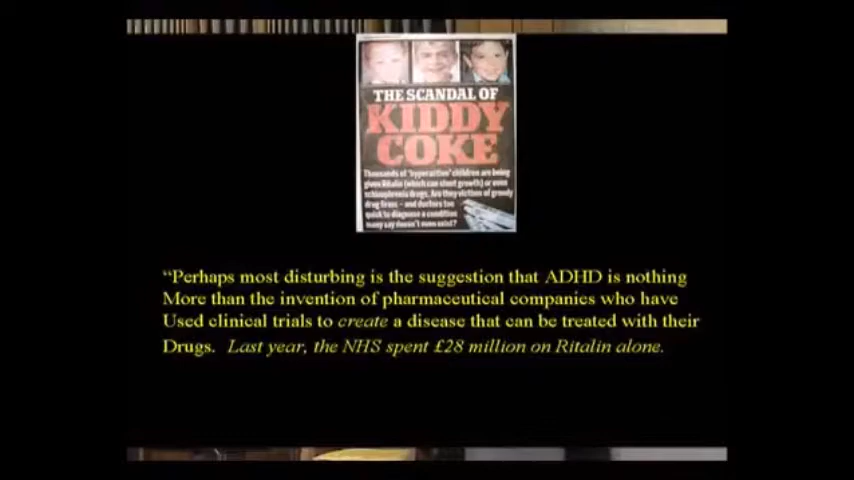 THE SCANDAL OF
KIDDY
COKE
Thousands of 'hyperactive' children are being
given Ritalin (which can stunt growth) or even
schizophrenia drugs. Are they victims of greedy
drug firms – and doctors too
quick to diagnose a condition
many say doesn't even exist?
“Perhaps most disturbing is the suggestion that ADHD is nothing
More than the invention of pharmaceutical companies who have
Used clinical trials to create a disease that can be treated with their
Drugs. Last year, the NHS spent £28 million on Ritalin alone.